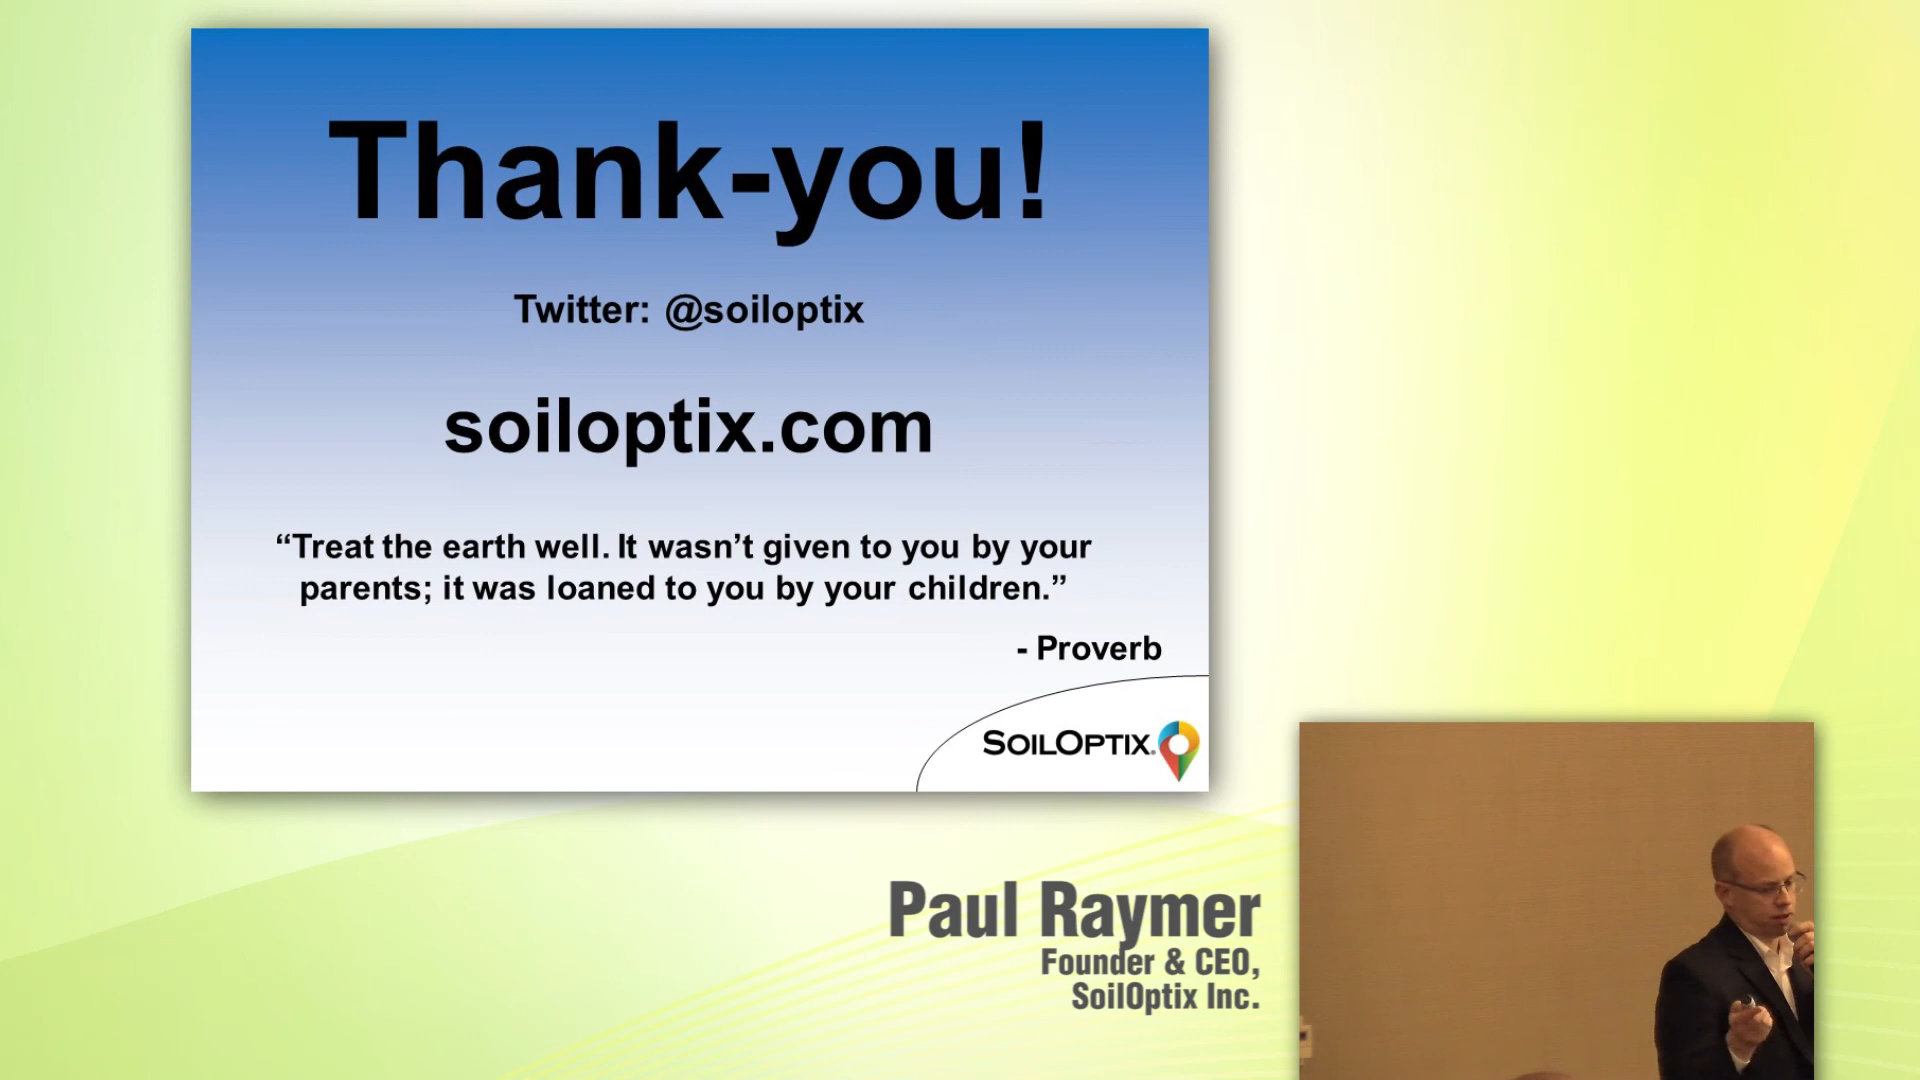 Thank-you!
Twitter: @soiloptix
soiloptix.com
“Treat the earth well. It wasn’t given to you by your
parents; it was loaned to you by your children.”
- Proverb
SOILOPTIX®
Paul Raymer
Founder & CEO,
SoilOptix Inc.